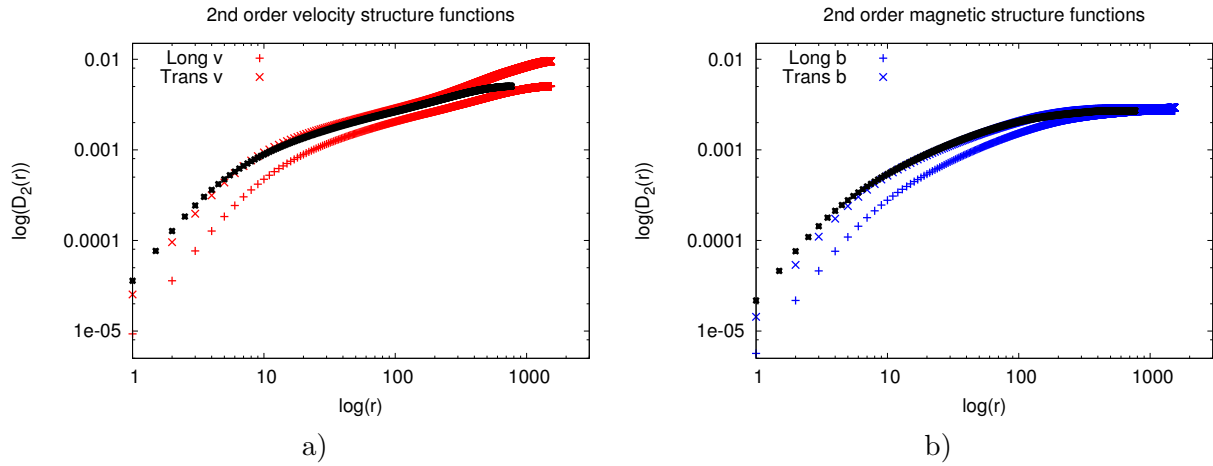 2nd order velocity structure functions
log(D₂(r))
0.01
0.001
0.0001
1e-05
Long v
Trans v
1 10 100 1000
log(r)
a)
2nd order magnetic structure functions
log(D₂(r))
0.01
0.001
0.0001
1e-05
Long b
Trans b
1 10 100 1000
log(r)
b)